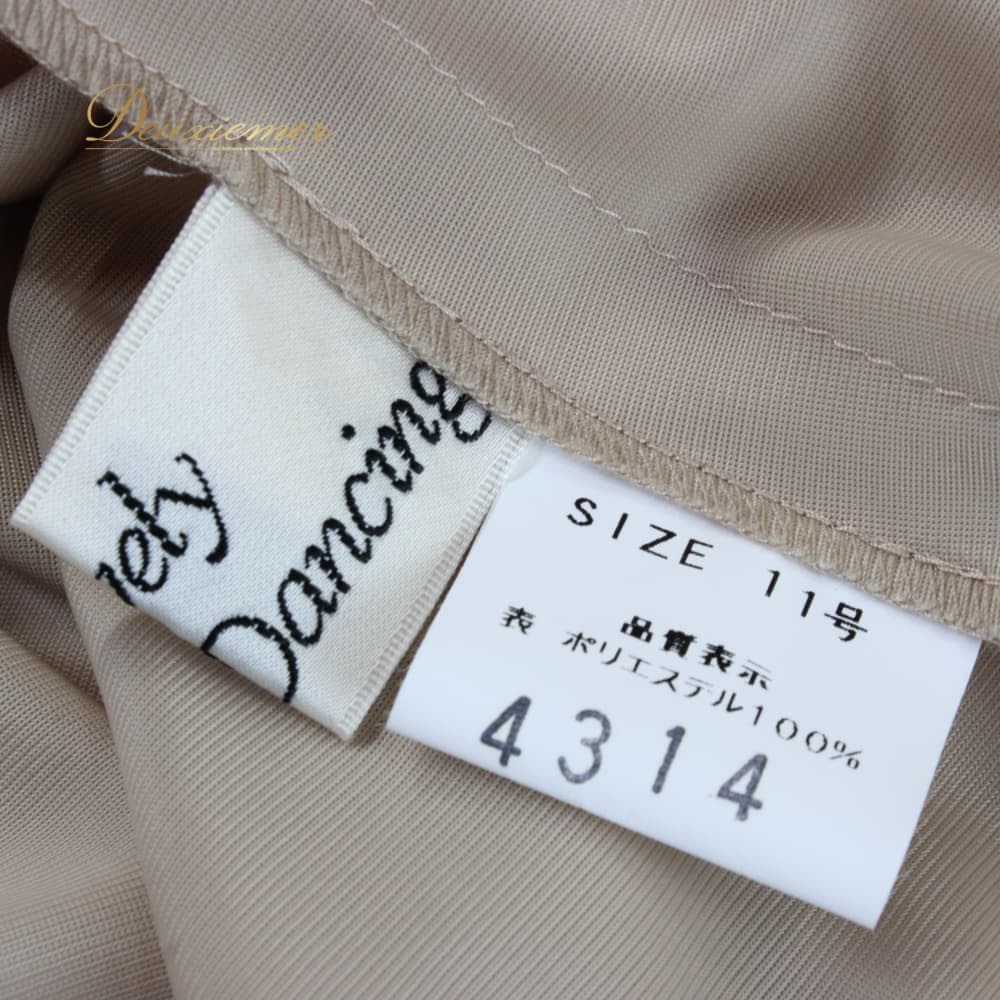 Deuxiemer
ely
Dancing
SIZE 11号
品質表示
表 ポリエステル100%
4314